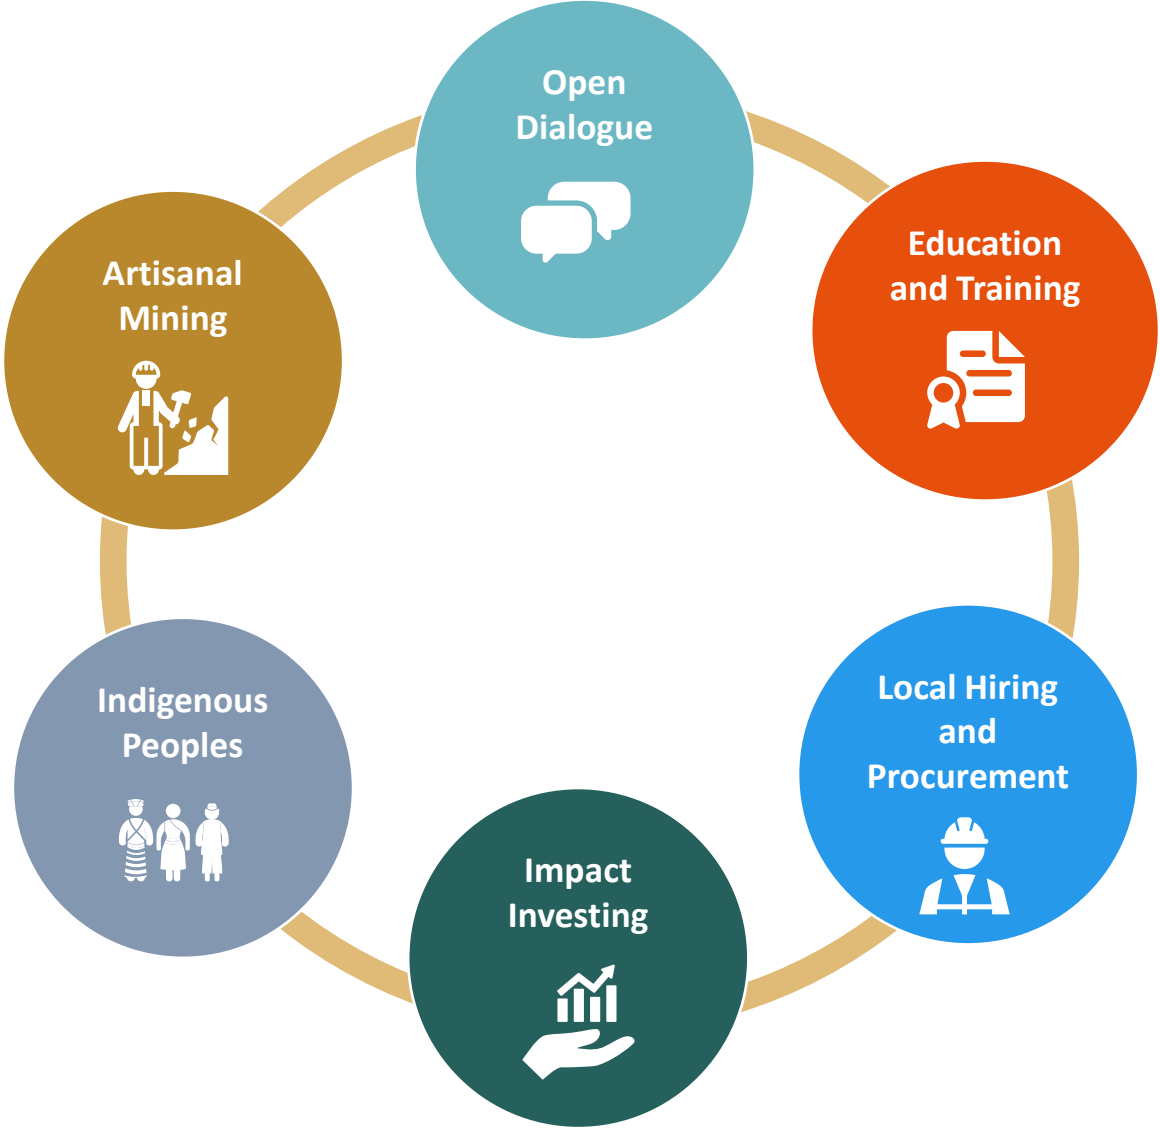 Open
Dialogue
Education
and Training
Local Hiring
and
Procurement
Impact
Investing
Indigenous
Peoples
Artisanal
Mining